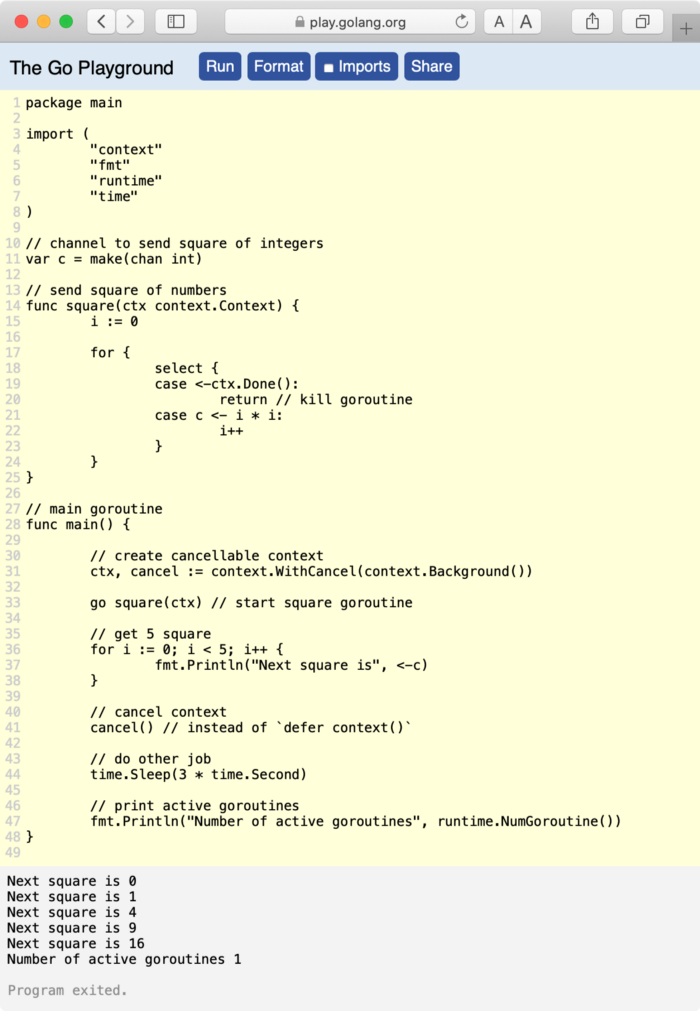 play.golang.org
A A
The Go Playground Run Format Imports Share
1 package main
2
3 import (
4         "context"
5         "fmt"
6         "runtime"
7         "time"
8 )
9
10 // channel to send square of integers
11 var c = make(chan int)
12
13 // send square of numbers
14 func square(ctx context.Context) {
15         i := 0
16
17         for {
18                 select {
19                 case <-ctx.Done():
20                         return // kill goroutine
21                 case c <- i * i:
22                         i++
23                 }
24         }
25 }
26
27 // main goroutine
28 func main() {
29
30         // create cancellable context
31         ctx, cancel := context.WithCancel(context.Background())
32
33         go square(ctx) // start square goroutine
34
35         // get 5 square
36         for i := 0; i < 5; i++ {
37                 fmt.Println("Next square is", <-c)
38         }
39
40         // cancel context
41         cancel() // instead of `defer context()`
42
43         // do other job
44         time.Sleep(3 * time.Second)
45
46         // print active goroutines
47         fmt.Println("Number of active goroutines", runtime.NumGoroutine())
48 }
49
Next square is 0
Next square is 1
Next square is 4
Next square is 9
Next square is 16
Number of active goroutines 1
Program exited.